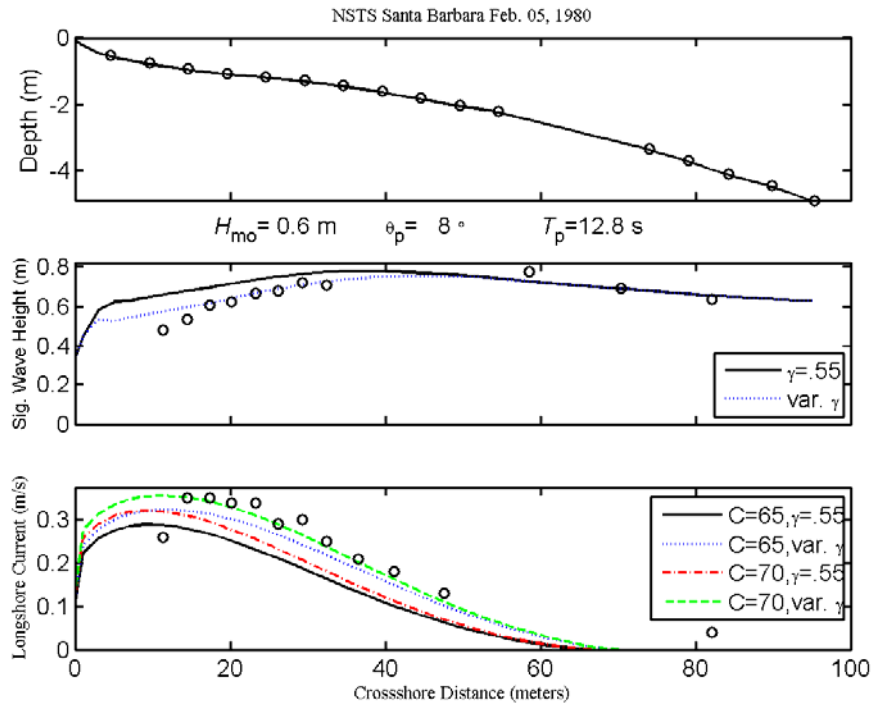 NSTS Santa Barbara Feb. 05, 1980
0
-2
-4
Depth (m)
Hmo= 0.6 m θp= 8 ° Tp=12.8 s
0.8
0.6
0.4
0.2
0
Sig. Wave Height (m)
γ=.55
var. γ
0.3
0.2
0.1
0
Longshore Current (m/s)
C=65,γ=.55
C=65,var. γ
C=70,γ=.55
C=70,var. γ
0 20 40 60 80 100
Crossshore Distance (meters)